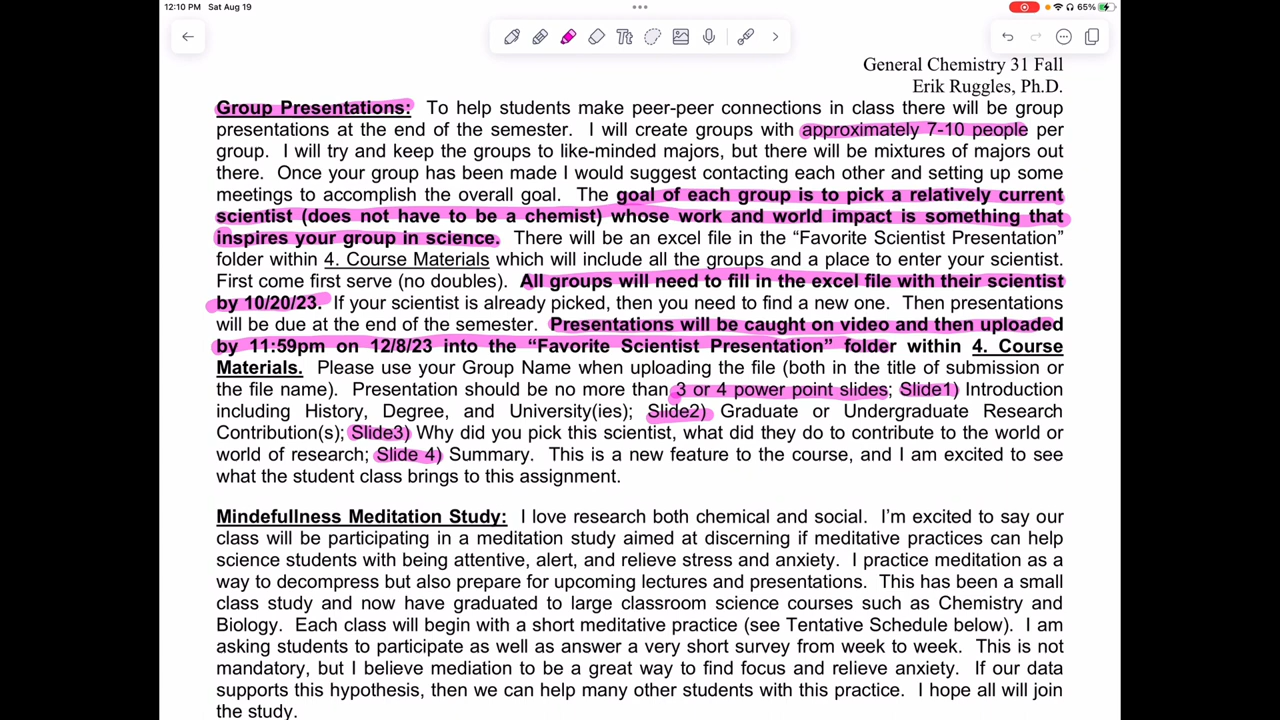 12:10 PM Sat Aug 19
65%
General Chemistry 31 Fall
Erik Ruggles, Ph.D.
Group Presentations: To help students make peer-peer connections in class there will be group
presentations at the end of the semester. I will create groups with approximately 7-10 people per
group. I will try and keep the groups to like-minded majors, but there will be mixtures of majors out
there. Once your group has been made I would suggest contacting each other and setting up some
meetings to accomplish the overall goal. The goal of each group is to pick a relatively current
scientist (does not have to be a chemist) whose work and world impact is something that
inspires your group in science. There will be an excel file in the “Favorite Scientist Presentation”
folder within 4. Course Materials which will include all the groups and a place to enter your scientist.
First come first serve (no doubles). All groups will need to fill in the excel file with their scientist
by 10/20/23. If your scientist is already picked, then you need to find a new one. Then presentations
will be due at the end of the semester. Presentations will be caught on video and then uploaded
by 11:59pm on 12/8/23 into the “Favorite Scientist Presentation” folder within 4. Course
Materials. Please use your Group Name when uploading the file (both in the title of submission or
the file name). Presentation should be no more than 3 or 4 power point slides; Slide1) Introduction
including History, Degree, and University(ies); Slide2) Graduate or Undergraduate Research
Contribution(s); Slide3) Why did you pick this scientist, what did they do to contribute to the world or
world of research; Slide 4) Summary. This is a new feature to the course, and I am excited to see
what the student class brings to this assignment.
Mindefullness Meditation Study: I love research both chemical and social. I’m excited to say our
class will be participating in a meditation study aimed at discerning if meditative practices can help
science students with being attentive, alert, and relieve stress and anxiety. I practice meditation as a
way to decompress but also prepare for upcoming lectures and presentations. This has been a small
class study and now have graduated to large classroom science courses such as Chemistry and
Biology. Each class will begin with a short meditative practice (see Tentative Schedule below). I am
asking students to participate as well as answer a very short survey from week to week. This is not
mandatory, but I believe mediation to be a great way to find focus and relieve anxiety. If our data
supports this hypothesis, then we can help many other students with this practice. I hope all will join
the study.